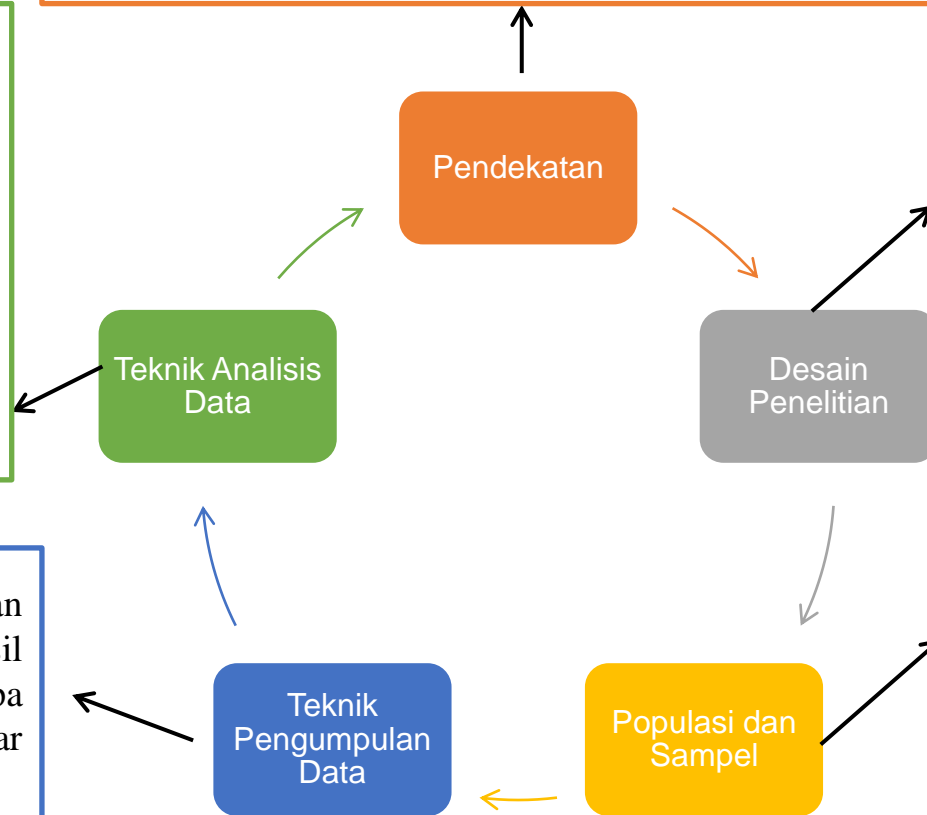 Pendekatan
Teknik Analisis
Data
Desain
Penelitian
Teknik
Pengumpulan
Data
Populasi dan
Sampel